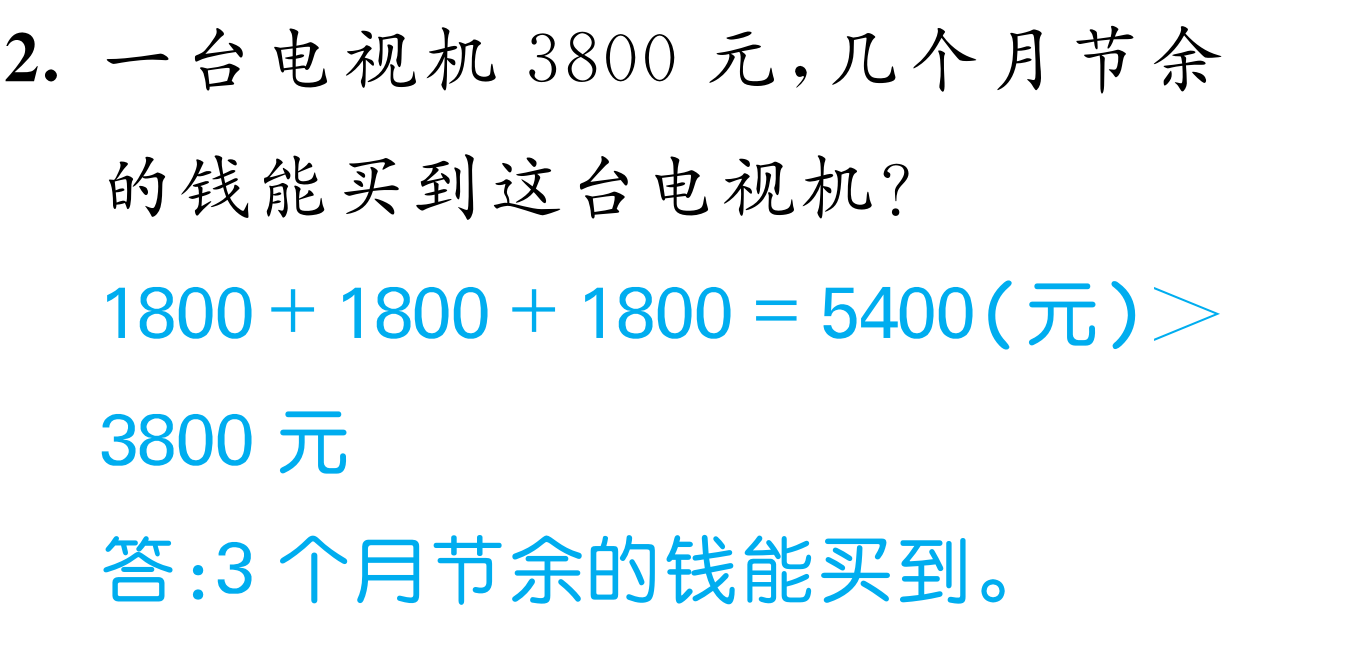 2. 一台电视机 3800 元,几个月节余
的钱能买到这台电视机?
1800 + 1800 + 1800 = 5400(元)>
3800 元
答:3 个月节余的钱能买到。